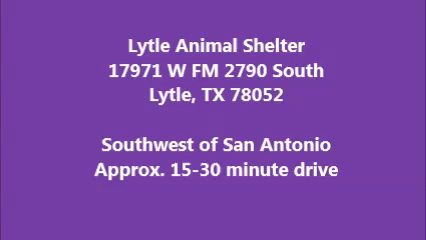 Lytle Animal Shelter
17971 W FM 2790 South
Lytle, TX 78052
Southwest of San Antonio
Approx. 15-30 minute drive